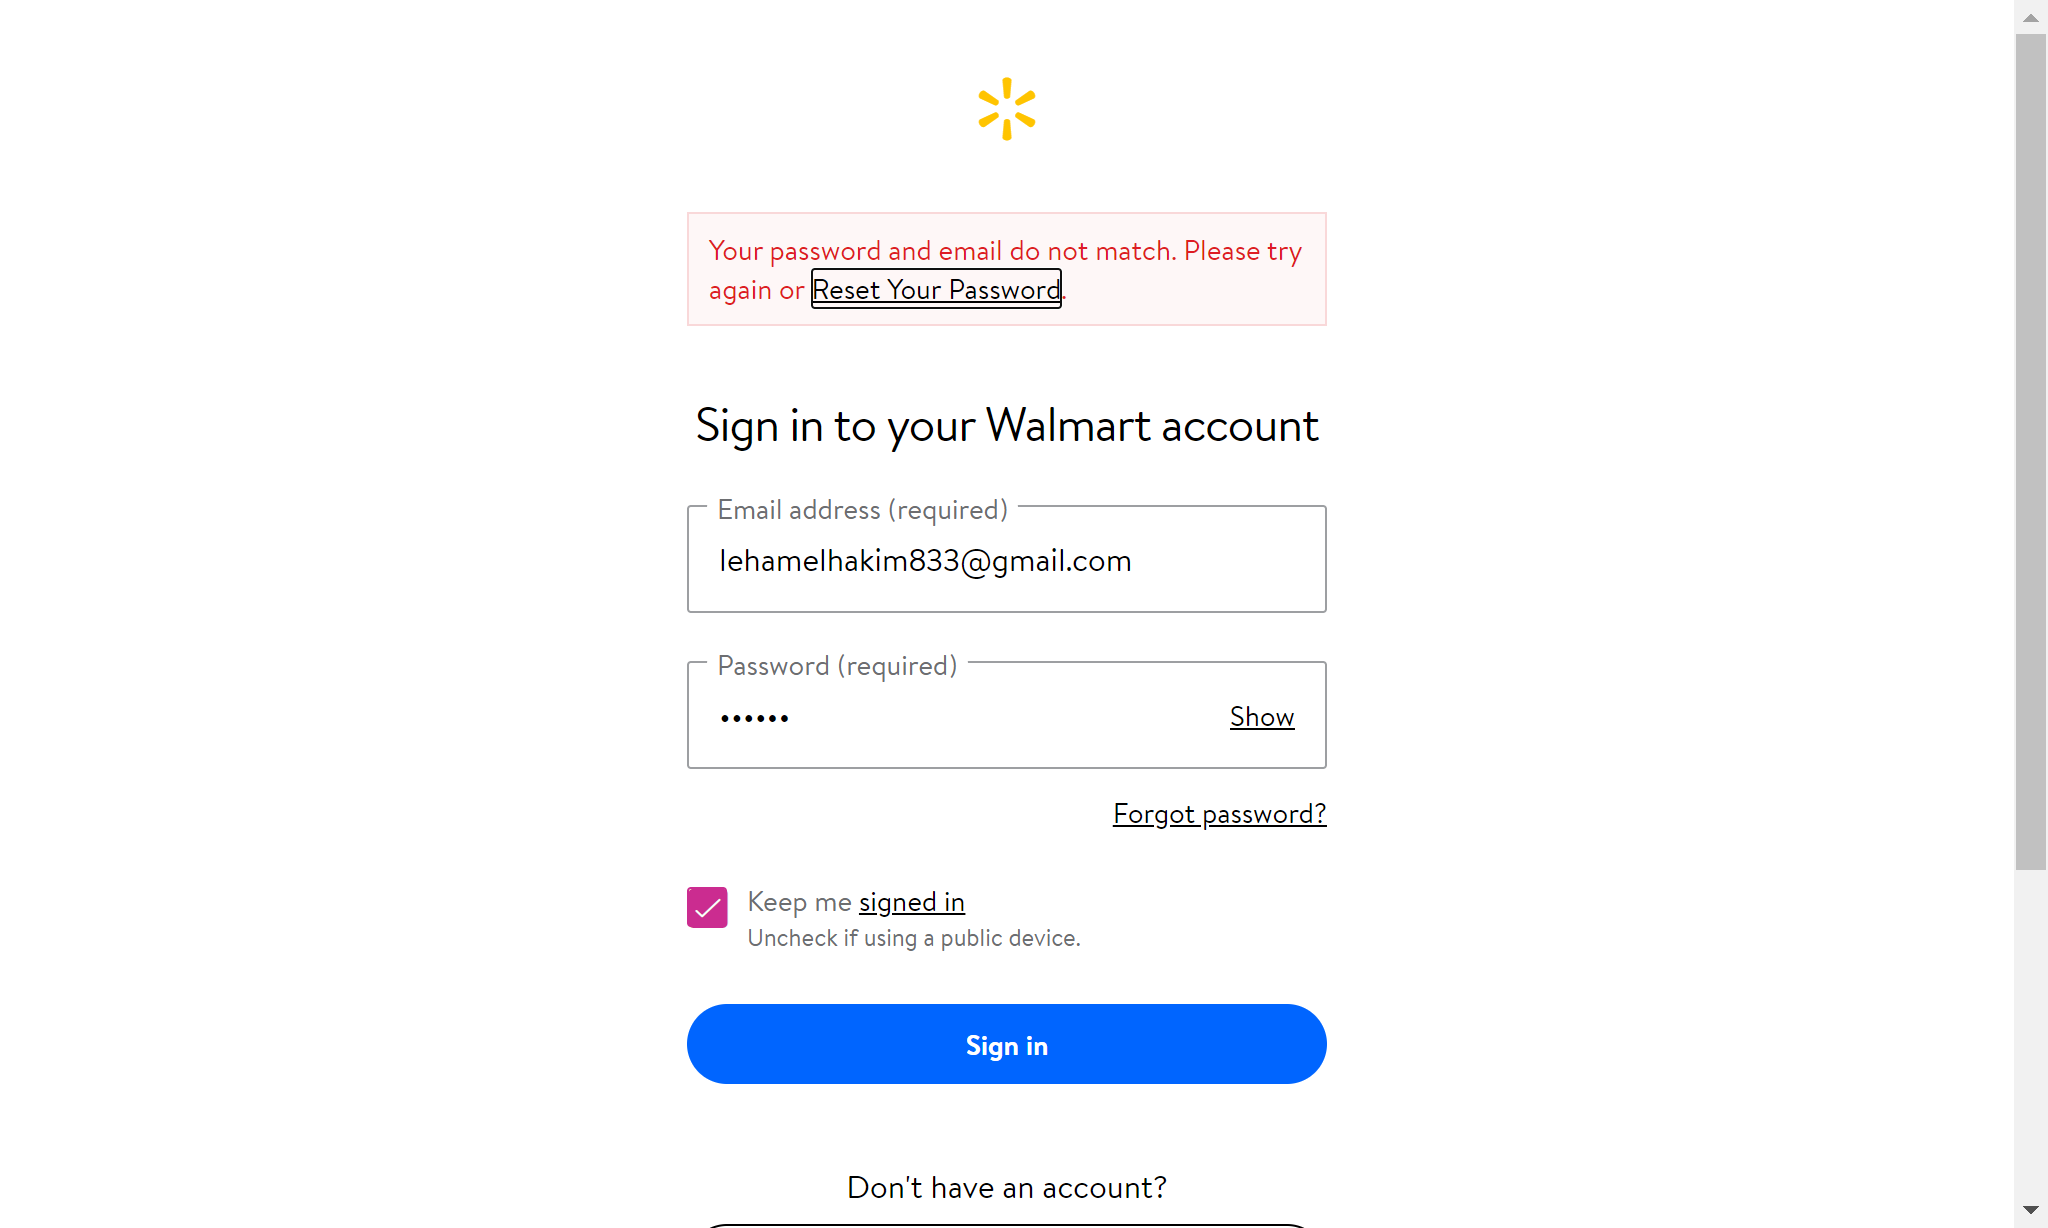 Your password and email do not match. Please try
again or Reset Your Password.
Sign in to your Walmart account
Email address (required)
lehamelhakim833@gmail.com
Password (required)
••••••
Show
Forgot password?
Keep me signed in
Uncheck if using a public device.
Sign in
Don't have an account?